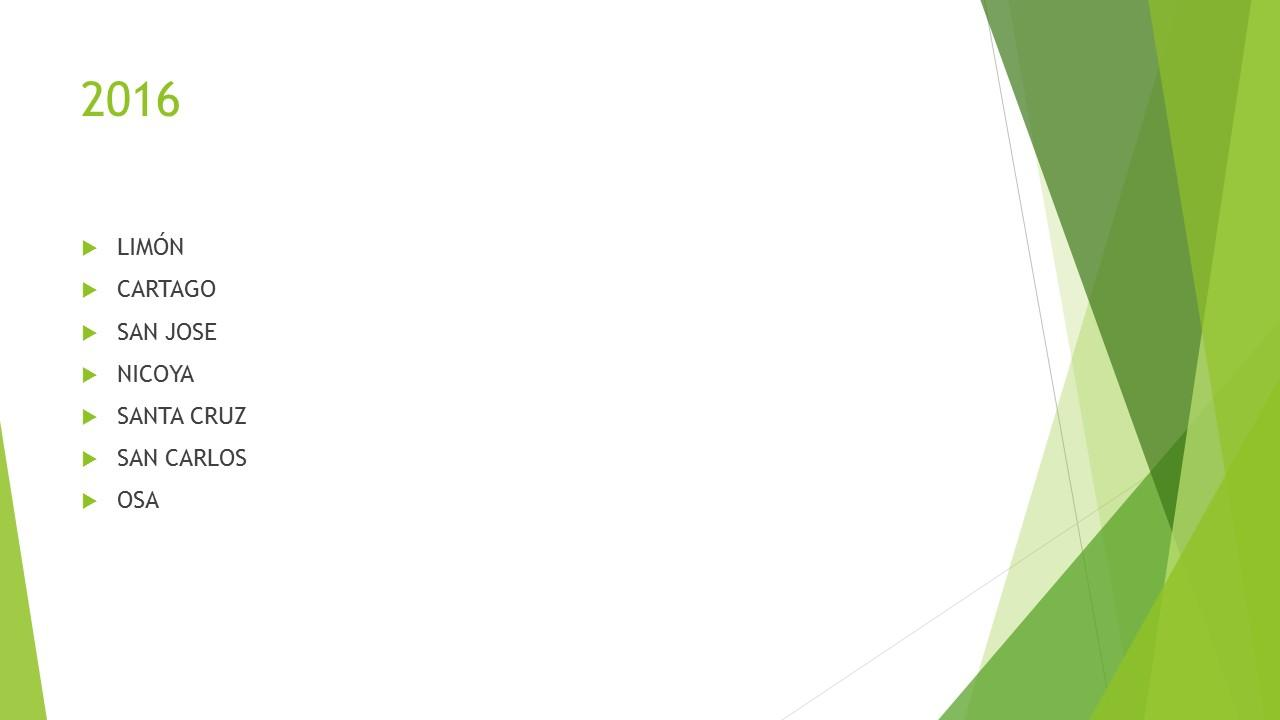 2016
LIMÓN
CARTAGO
SAN JOSE
NICOYA
SANTA CRUZ
SAN CARLOS
OSA